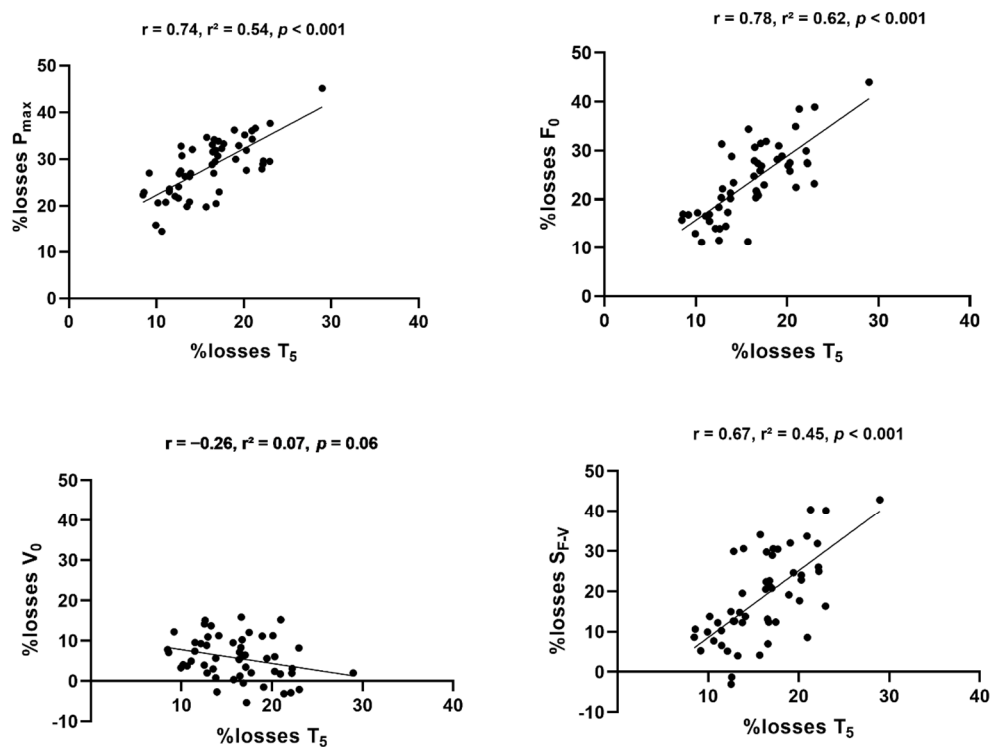 r = 0.74, r² = 0.54, p < 0.001
50
40
30
20
10
0
%losses Pmax
0 10 20 30 40
%losses T5
r = 0.78, r² = 0.62, p < 0.001
50
40
30
20
10
0
%losses F0
0 10 20 30 40
%losses T5
r = −0.26, r² = 0.07, p = 0.06
50
40
30
20
10
0
-10
%losses V0
10 20 30 40
%losses T5
r = 0.67, r² = 0.45, p < 0.001
50
40
30
20
10
0
-10
%losses SF-V
10 20 30 40
%losses T5